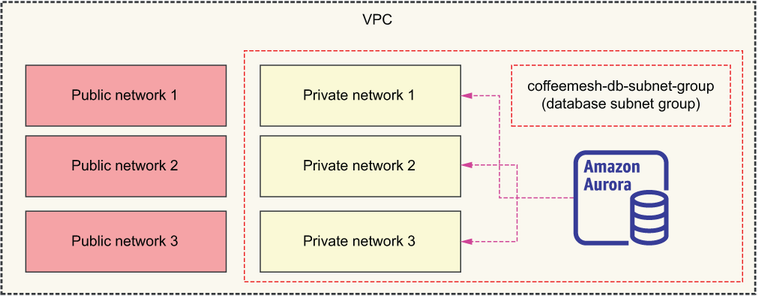 VPC
Public network 1
Private network 1
coffeemesh-db-subnet-group
(database subnet group)
Public network 2
Private network 2
Amazon
Aurora
Public network 3
Private network 3